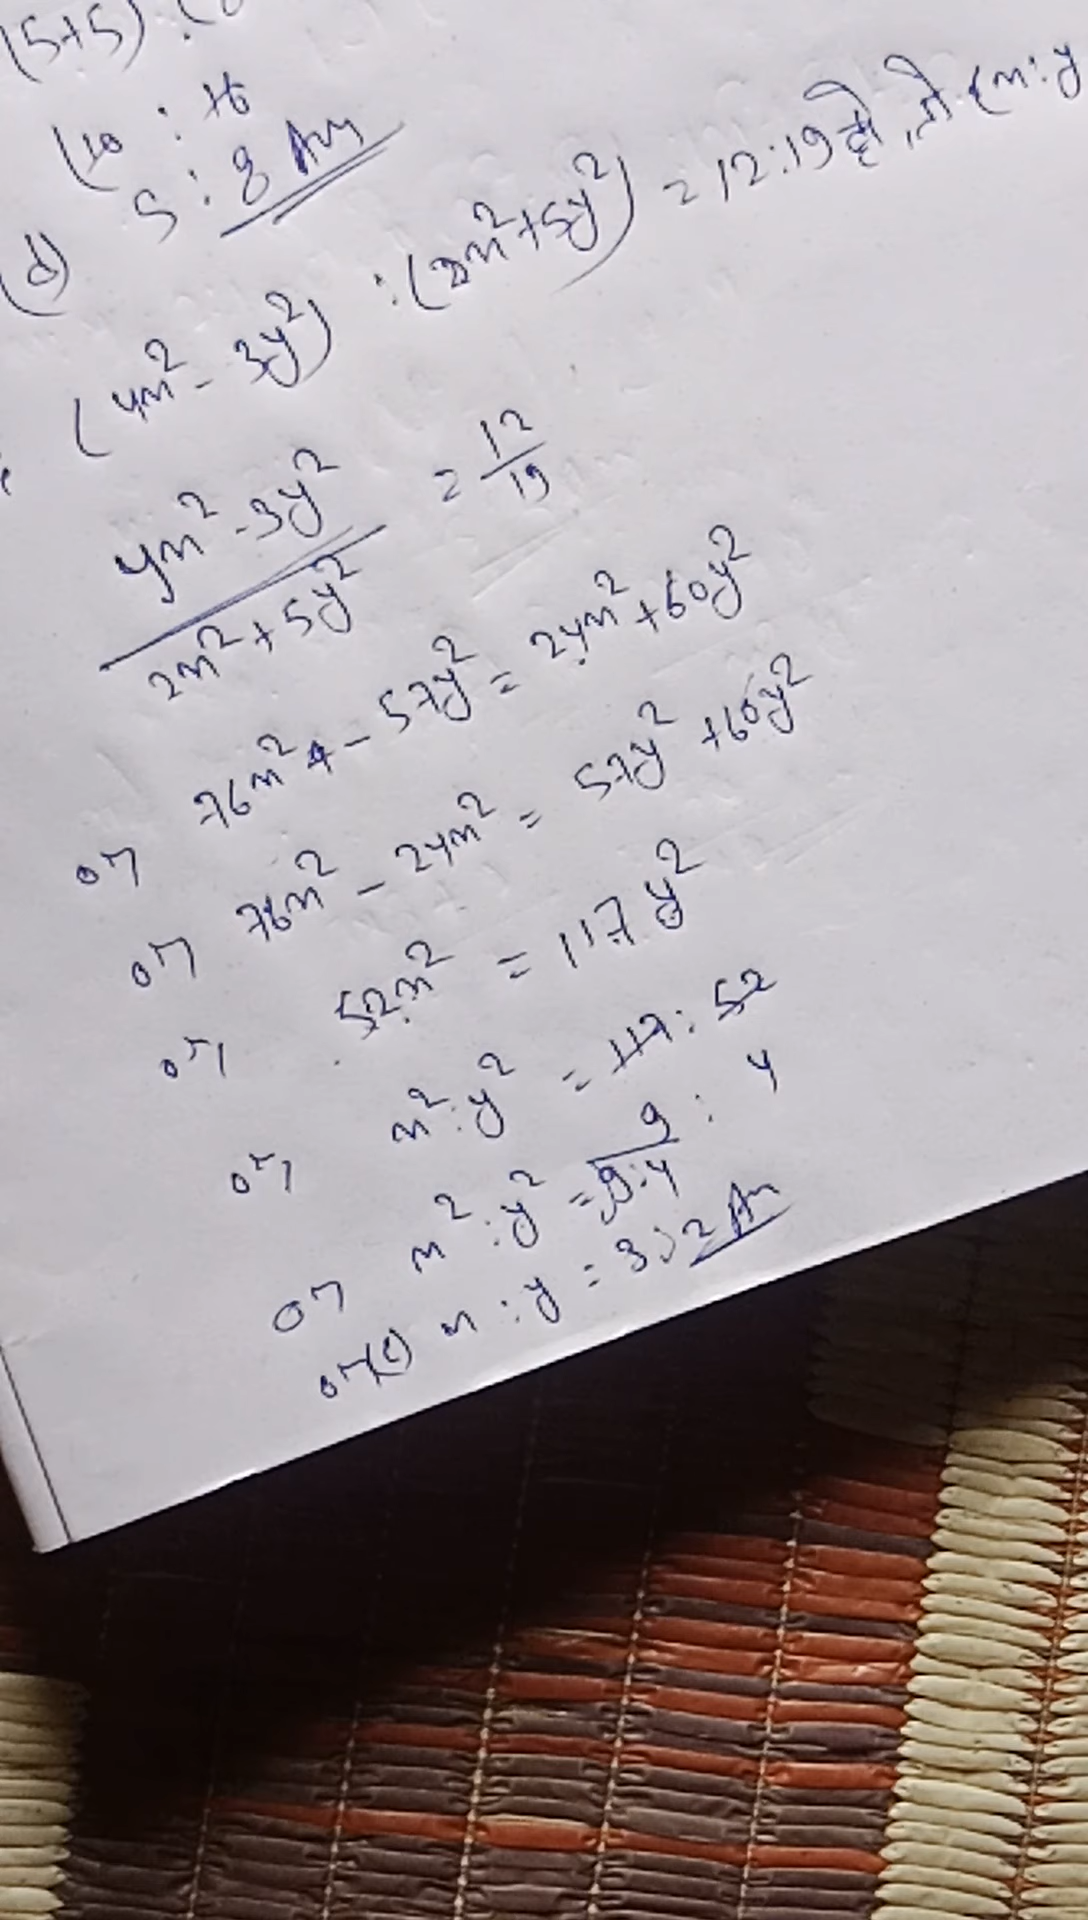 (5+5) : (
(10 : 16
5 : 8 Ans
(d)
(4x² - 3y²) : (2x² + 5y²) = 12:19 हो, तो (x:y
4x² - 3y² / 2x² + 5y² = 12/19
or 76x² - 57y² = 24x² + 60y²
or 76x² - 24x² = 57y² + 60y²
or 52x² = 117y²
or x² : y² = 117 : 52
9 : 4
or x² : y² = 9:4
or x : y = 3:2 Ans